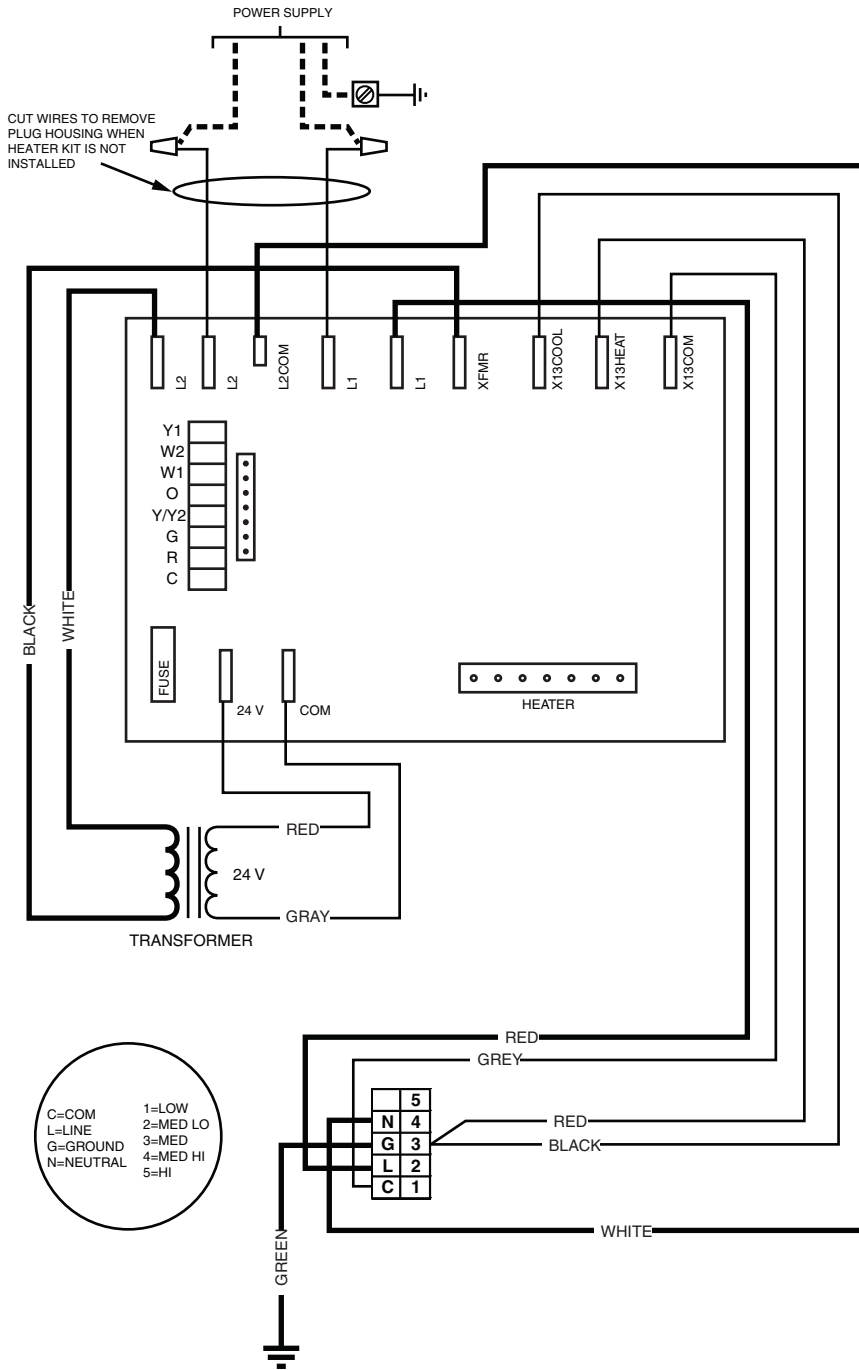 POWER SUPPLY
CUT WIRES TO REMOVE
PLUG HOUSING WHEN
HEATER KIT IS NOT
INSTALLED
L2
L2
L2COM
L1
L1
XFMR
X13COOL
X13HEAT
X13COM
Y1
W2
W1
O
Y/Y2
G
R
C
BLACK
WHITE
FUSE
24 V
COM
HEATER
RED
24 V
GRAY
TRANSFORMER
RED
GREY
C=COM
L=LINE
G=GROUND
N=NEUTRAL
1=LOW
2=MED LO
3=MED
4=MED HI
5=HI
5
N 4
G 3
L 2
C 1
RED
BLACK
WHITE
GREEN